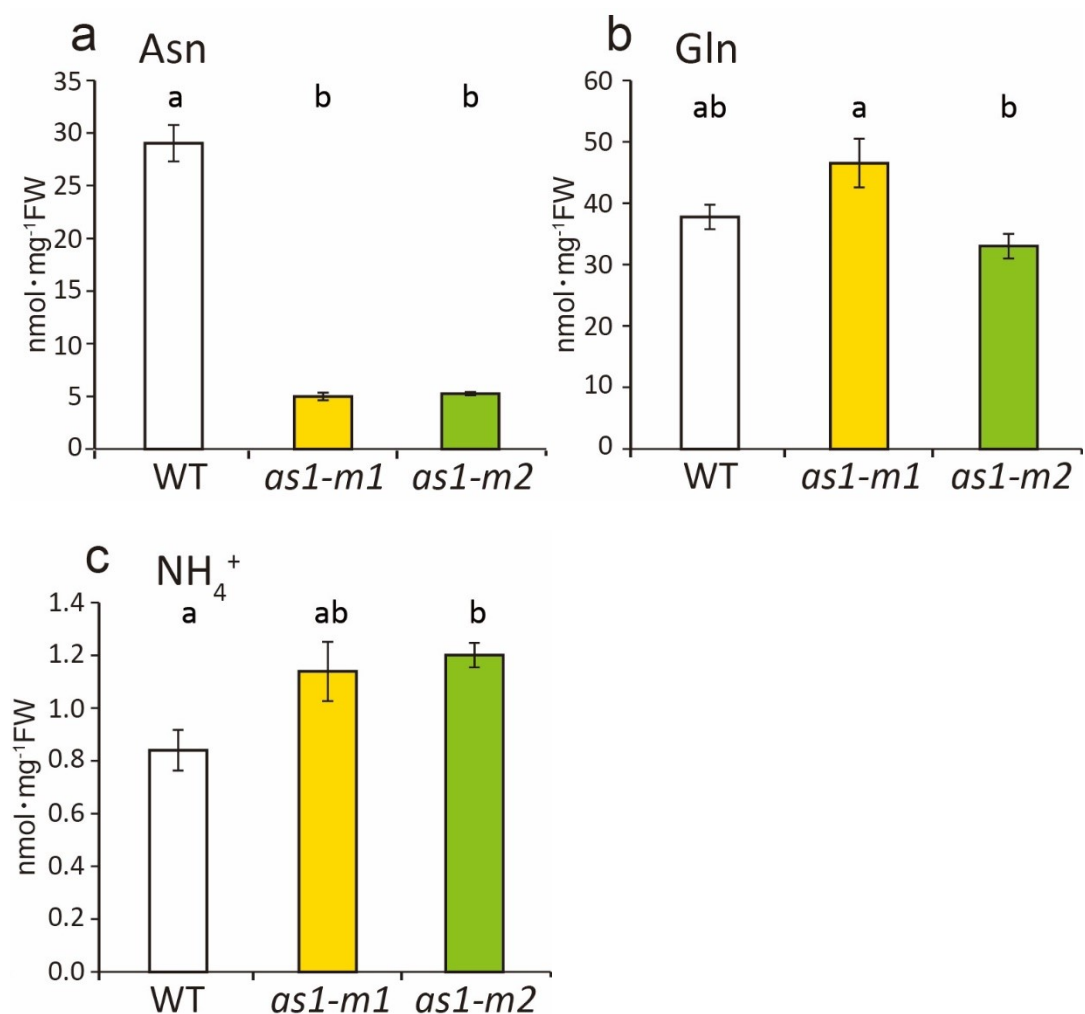 a Asn
35
30
25
20
15
10
5
0
nmol·mg⁻¹FW
a b b
WT as1-m1 as1-m2
b Gln
60
50
40
30
20
10
0
nmol·mg⁻¹FW
ab a b
WT as1-m1 as1-m2
c NH₄⁺
1.4
1.2
1.0
0.8
0.6
0.4
0.2
0.0
nmol·mg⁻¹FW
a ab b
WT as1-m1 as1-m2